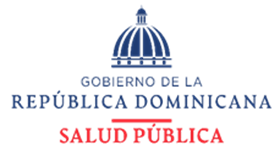 GOBIERNO DE LA
REPÚBLICA DOMINICANA
SALUD PÚBLICA